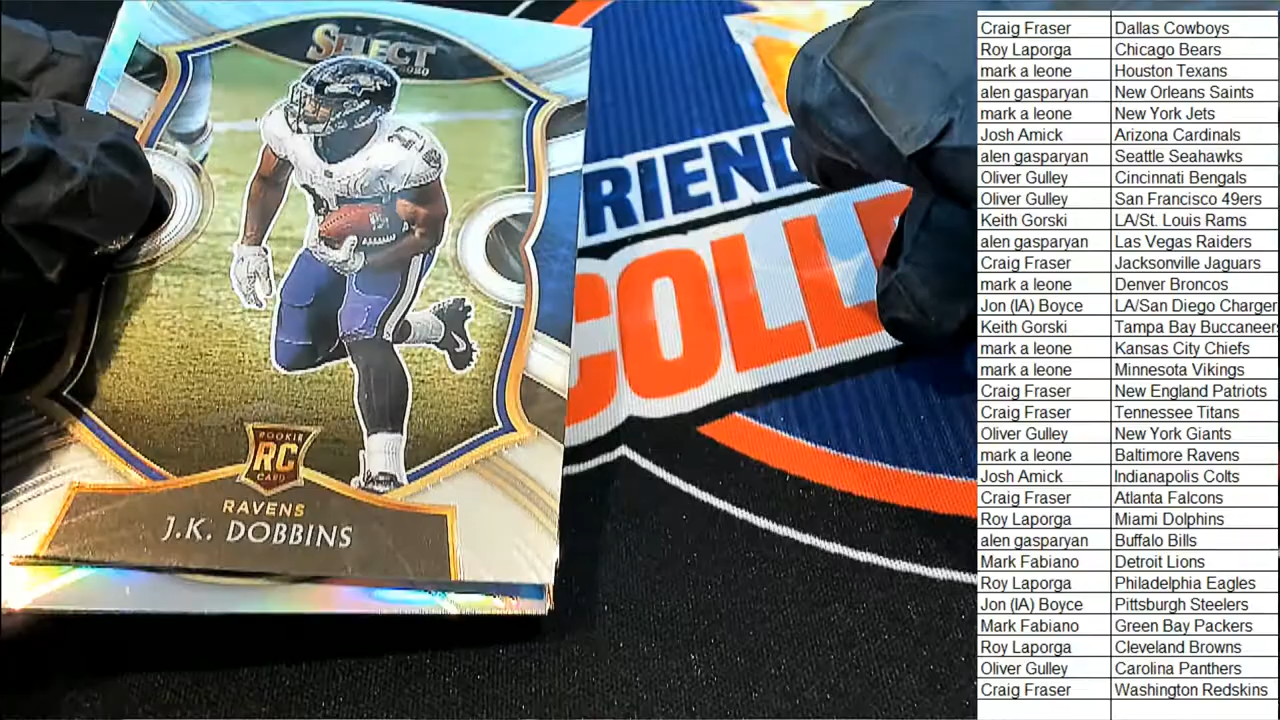 SELECT
2020
ROOKIE
RC
CARD
RAVENS
J.K. DOBBINS
RIEND
COLL
Craig Fraser Dallas Cowboys
Roy Laporga Chicago Bears
mark a leone Houston Texans
alen gasparyan New Orleans Saints
mark a leone New York Jets
Josh Amick Arizona Cardinals
alen gasparyan Seattle Seahawks
Oliver Gulley Cincinnati Bengals
Oliver Gulley San Francisco 49ers
Keith Gorski LA/St. Louis Rams
alen gasparyan Las Vegas Raiders
Craig Fraser Jacksonville Jaguars
mark a leone Denver Broncos
Jon (IA) Boyce LA/San Diego Charger
Keith Gorski Tampa Bay Buccaneer
mark a leone Kansas City Chiefs
mark a leone Minnesota Vikings
Craig Fraser New England Patriots
Craig Fraser Tennessee Titans
Oliver Gulley New York Giants
mark a leone Baltimore Ravens
Josh Amick Indianapolis Colts
Craig Fraser Atlanta Falcons
Roy Laporga Miami Dolphins
alen gasparyan Buffalo Bills
Mark Fabiano Detroit Lions
Roy Laporga Philadelphia Eagles
Jon (IA) Boyce Pittsburgh Steelers
Mark Fabiano Green Bay Packers
Roy Laporga Cleveland Browns
Oliver Gulley Carolina Panthers
Craig Fraser Washington Redskins